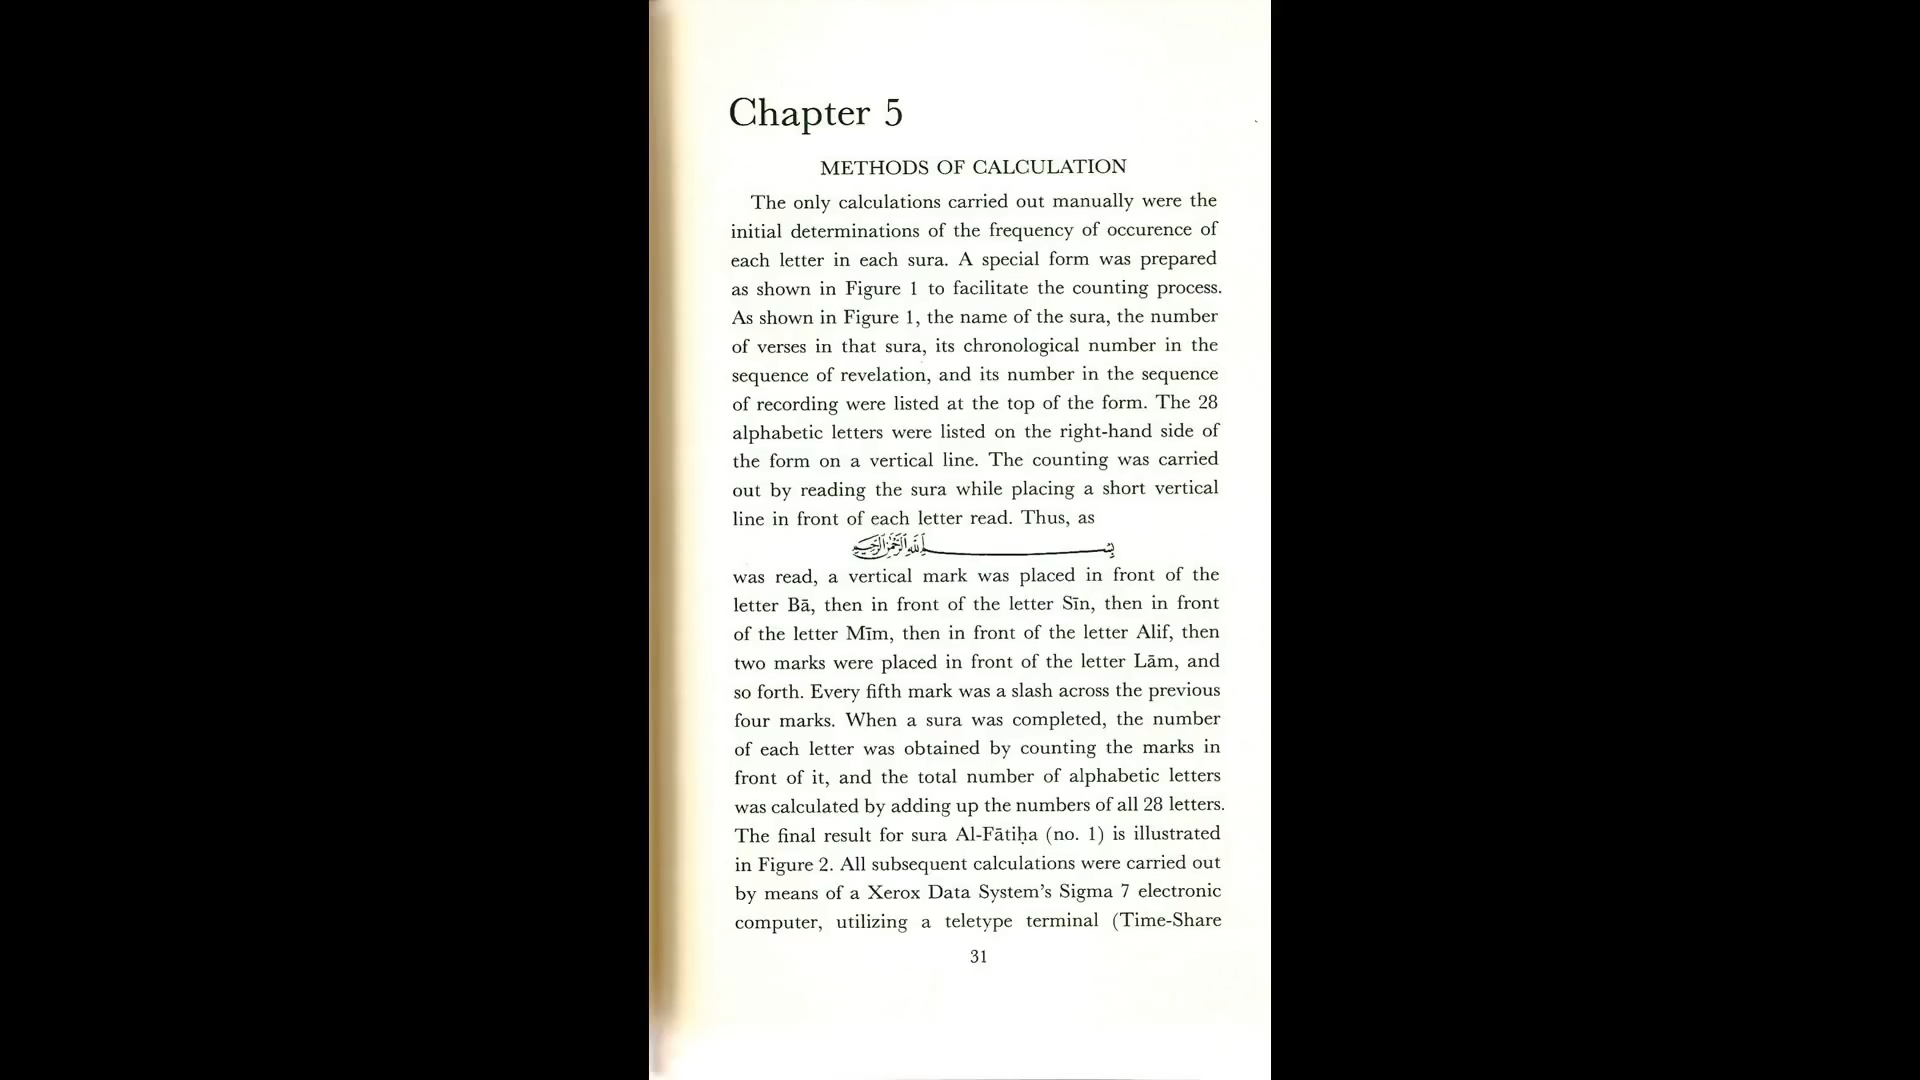 Chapter 5
METHODS OF CALCULATION
The only calculations carried out manually were the
initial determinations of the frequency of occurence of
each letter in each sura. A special form was prepared
as shown in Figure 1 to facilitate the counting process.
As shown in Figure 1, the name of the sura, the number
of verses in that sura, its chronological number in the
sequence of revelation, and its number in the sequence
of recording were listed at the top of the form. The 28
alphabetic letters were listed on the right-hand side of
the form on a vertical line. The counting was carried
out by reading the sura while placing a short vertical
line in front of each letter read. Thus, as
بِسْمِ ٱللَّهِ ٱلرَّحْمَٰنِ ٱلرَّحِيمِ
was read, a vertical mark was placed in front of the
letter Bā, then in front of the letter Sīn, then in front
of the letter Mīm, then in front of the letter Alif, then
two marks were placed in front of the letter Lām, and
so forth. Every fifth mark was a slash across the previous
four marks. When a sura was completed, the number
of each letter was obtained by counting the marks in
front of it, and the total number of alphabetic letters
was calculated by adding up the numbers of all 28 letters.
The final result for sura Al-Fātiḥa (no. 1) is illustrated
in Figure 2. All subsequent calculations were carried out
by means of a Xerox Data System's Sigma 7 electronic
computer, utilizing a teletype terminal (Time-Share
31